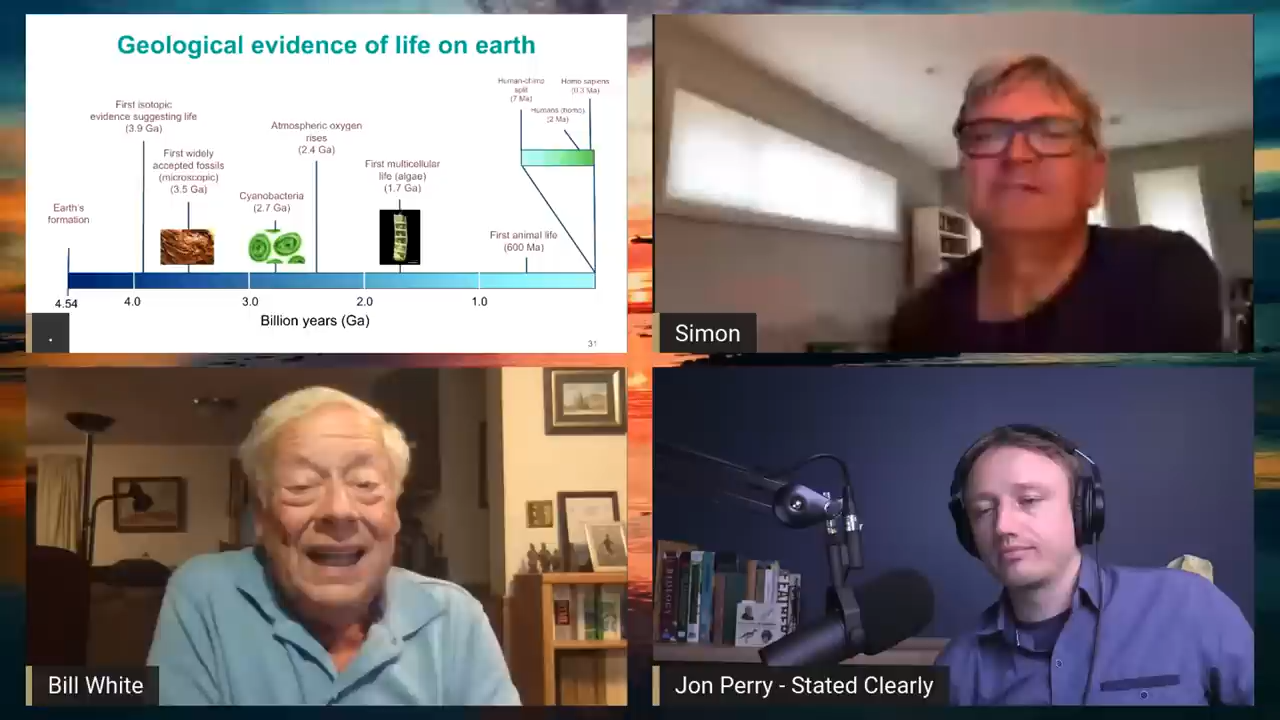 Geological evidence of life on earth
Human-chimp
split
(7 Ma)
Homo sapiens
(0.3 Ma)
Humans (homo)
(2 Ma)
First isotopic
evidence suggesting life
(3.9 Ga)
Atmospheric oxygen
rises
(2.4 Ga)
First widely
accepted fossils
(microscopic)
(3.5 Ga)
First multicellular
life (algae)
(1.7 Ga)
Cyanobacteria
(2.7 Ga)
Earth's
formation
First animal life
(600 Ma)
4.54
4.0
3.0
2.0
1.0
Billion years (Ga)
31
.
Simon
BIOLOGY
Bill White
Jon Perry - Stated Clearly